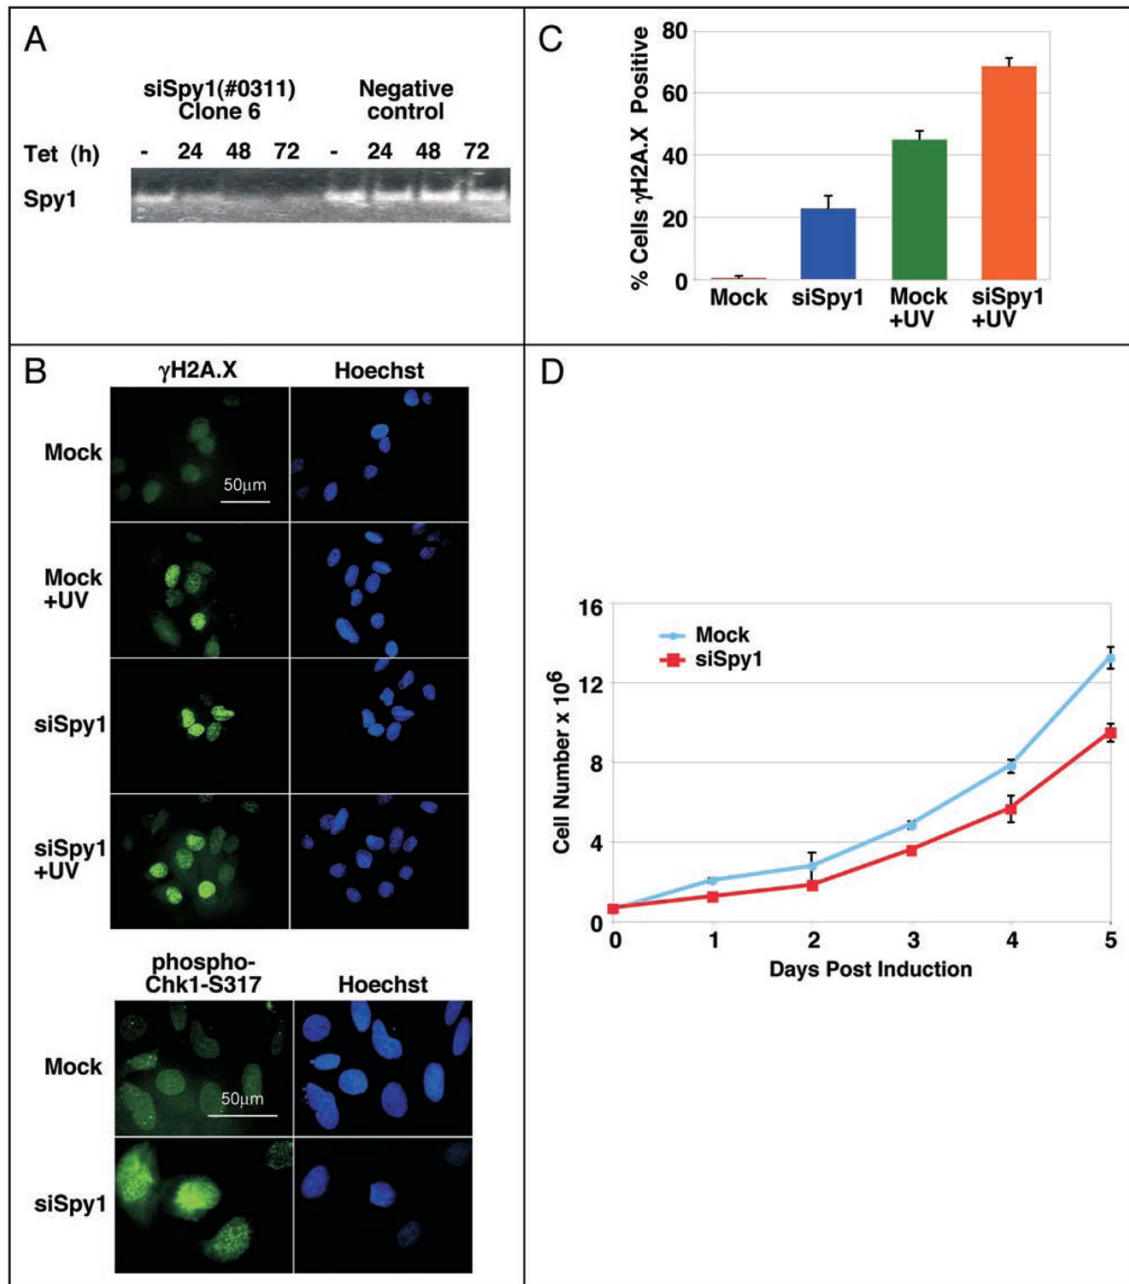 A
siSpy1(#0311)
Clone 6
Negative
control
Tet (h)
- 24 48 72 - 24 48 72
Spy1
C
% Cells γH2A.X Positive
80
60
40
20
0
Mock
siSpy1
Mock
+UV
siSpy1
+UV
B
γH2A.X
Hoechst
Mock
50μm
Mock
+UV
siSpy1
siSpy1
+UV
phospho-
Chk1-S317
Hoechst
Mock
50μm
siSpy1
D
Cell Number x 10⁶
16
12
8
4
0
Mock
siSpy1
0 1 2 3 4 5
Days Post Induction